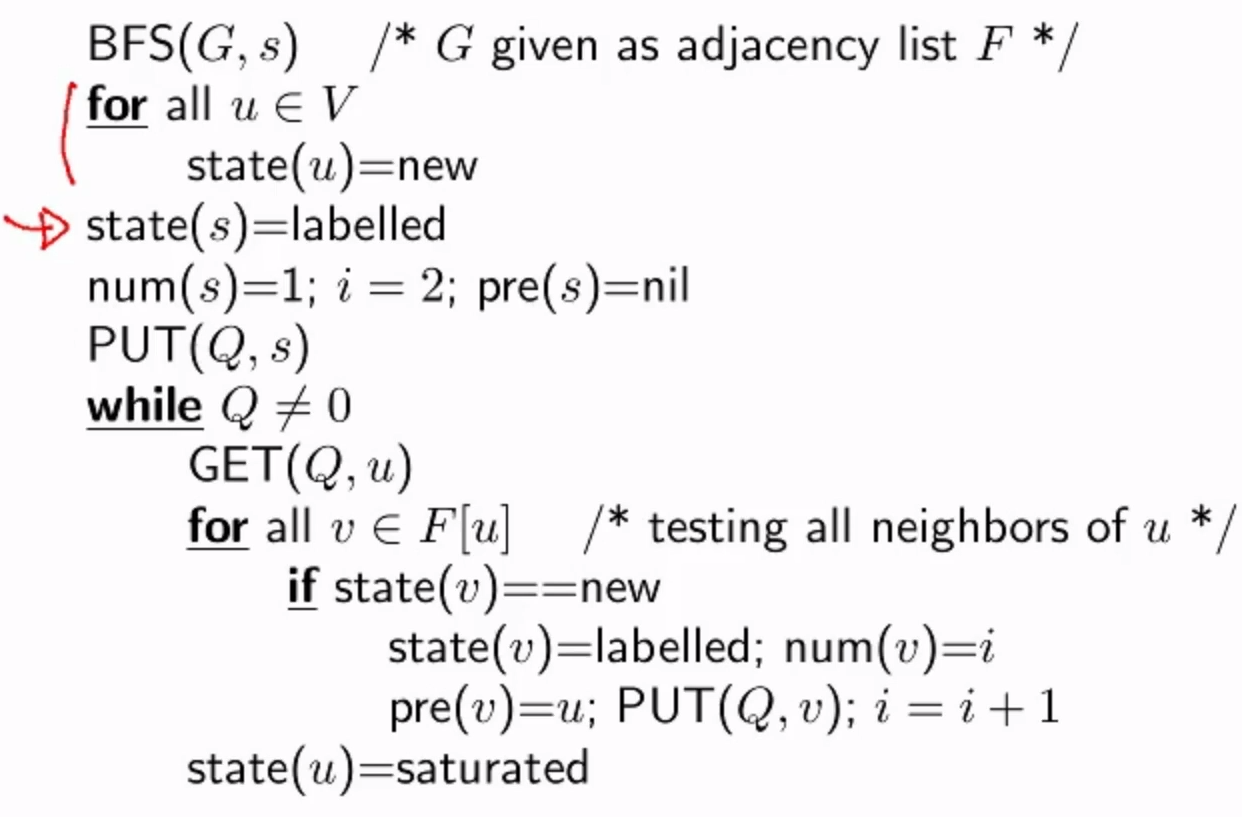 BFS(G, s) /* G given as adjacency list F */
for all u ∈ V
state(u)=new
state(s)=labelled
num(s)=1; i = 2; pre(s)=nil
PUT(Q, s)
while Q ≠ 0
GET(Q, u)
for all v ∈ F[u] /* testing all neighbors of u */
if state(v)==new
state(v)=labelled; num(v)=i
pre(v)=u; PUT(Q, v); i = i + 1
state(u)=saturated